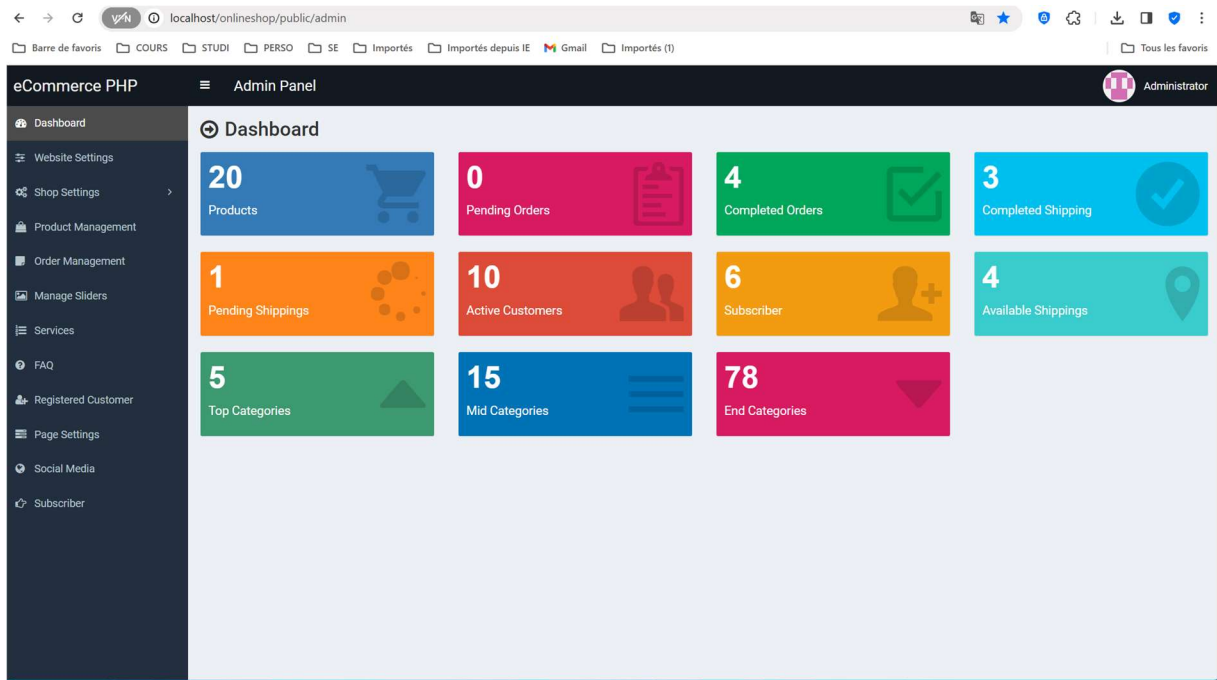 VPN localhost/onlineshop/public/admin
Barre de favoris COURS STUDI PERSO SE Importés Importés depuis IE Gmail Importés (1) Tous les favoris
eCommerce PHP Admin Panel Administrator
Dashboard
Website Settings
Shop Settings
Product Management
Order Management
Manage Sliders
Services
FAQ
Registered Customer
Page Settings
Social Media
Subscriber
Dashboard
20
Products
0
Pending Orders
4
Completed Orders
3
Completed Shipping
1
Pending Shippings
10
Active Customers
6
Subscriber
4
Available Shippings
5
Top Categories
15
Mid Categories
78
End Categories